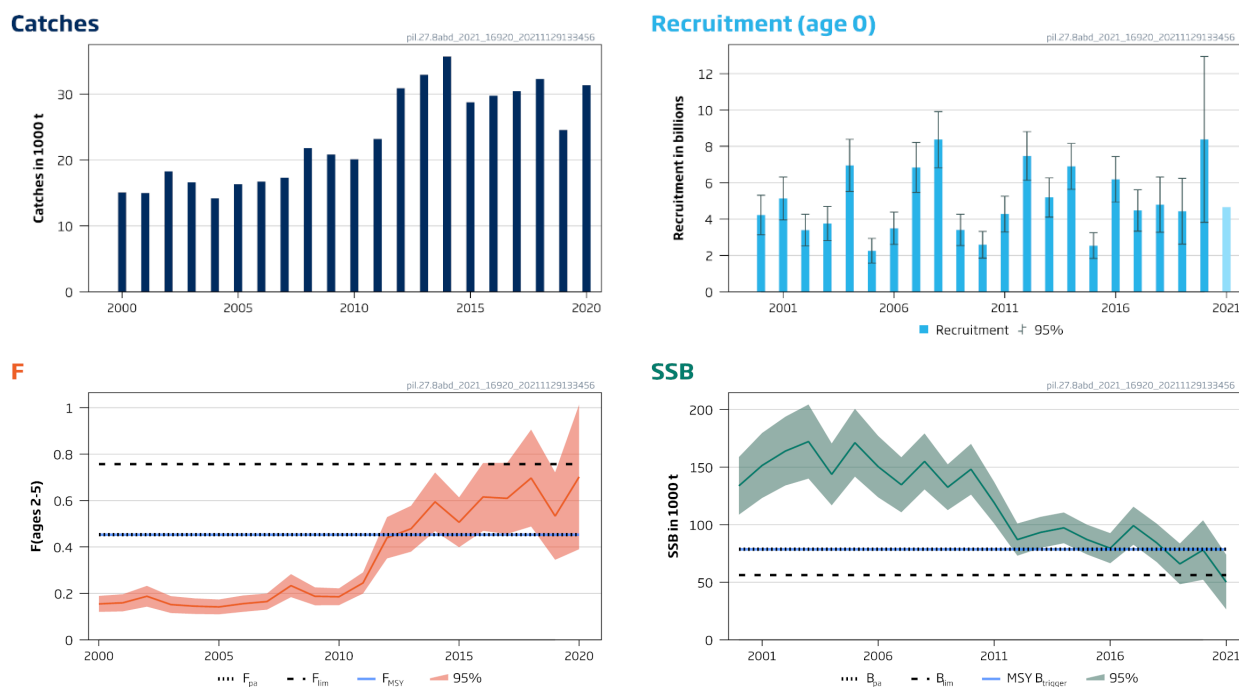 Catches
pil.27.8abd_2021_16920_20211129133456
Catches in 1000 t
30
20
10
0
2000
2005
2010
2015
2020
Recruitment (age 0)
pil.27.8abd_2021_16920_20211129133456
Recruitment in billions
12
10
8
6
4
2
0
2001
2006
2011
2016
2021
Recruitment
95%
F
pil.27.8abd_2021_16920_20211129133456
F(ages 2-5)
1
0.8
0.6
0.4
0.2
0
2000
2005
2010
2015
2020
Fpa
Flim
FMSY
95%
SSB
pil.27.8abd_2021_16920_20211129133456
SSB in 1000 t
200
150
100
50
0
2001
2006
2011
2016
2021
Bpa
Blim
MSY Btrigger
95%